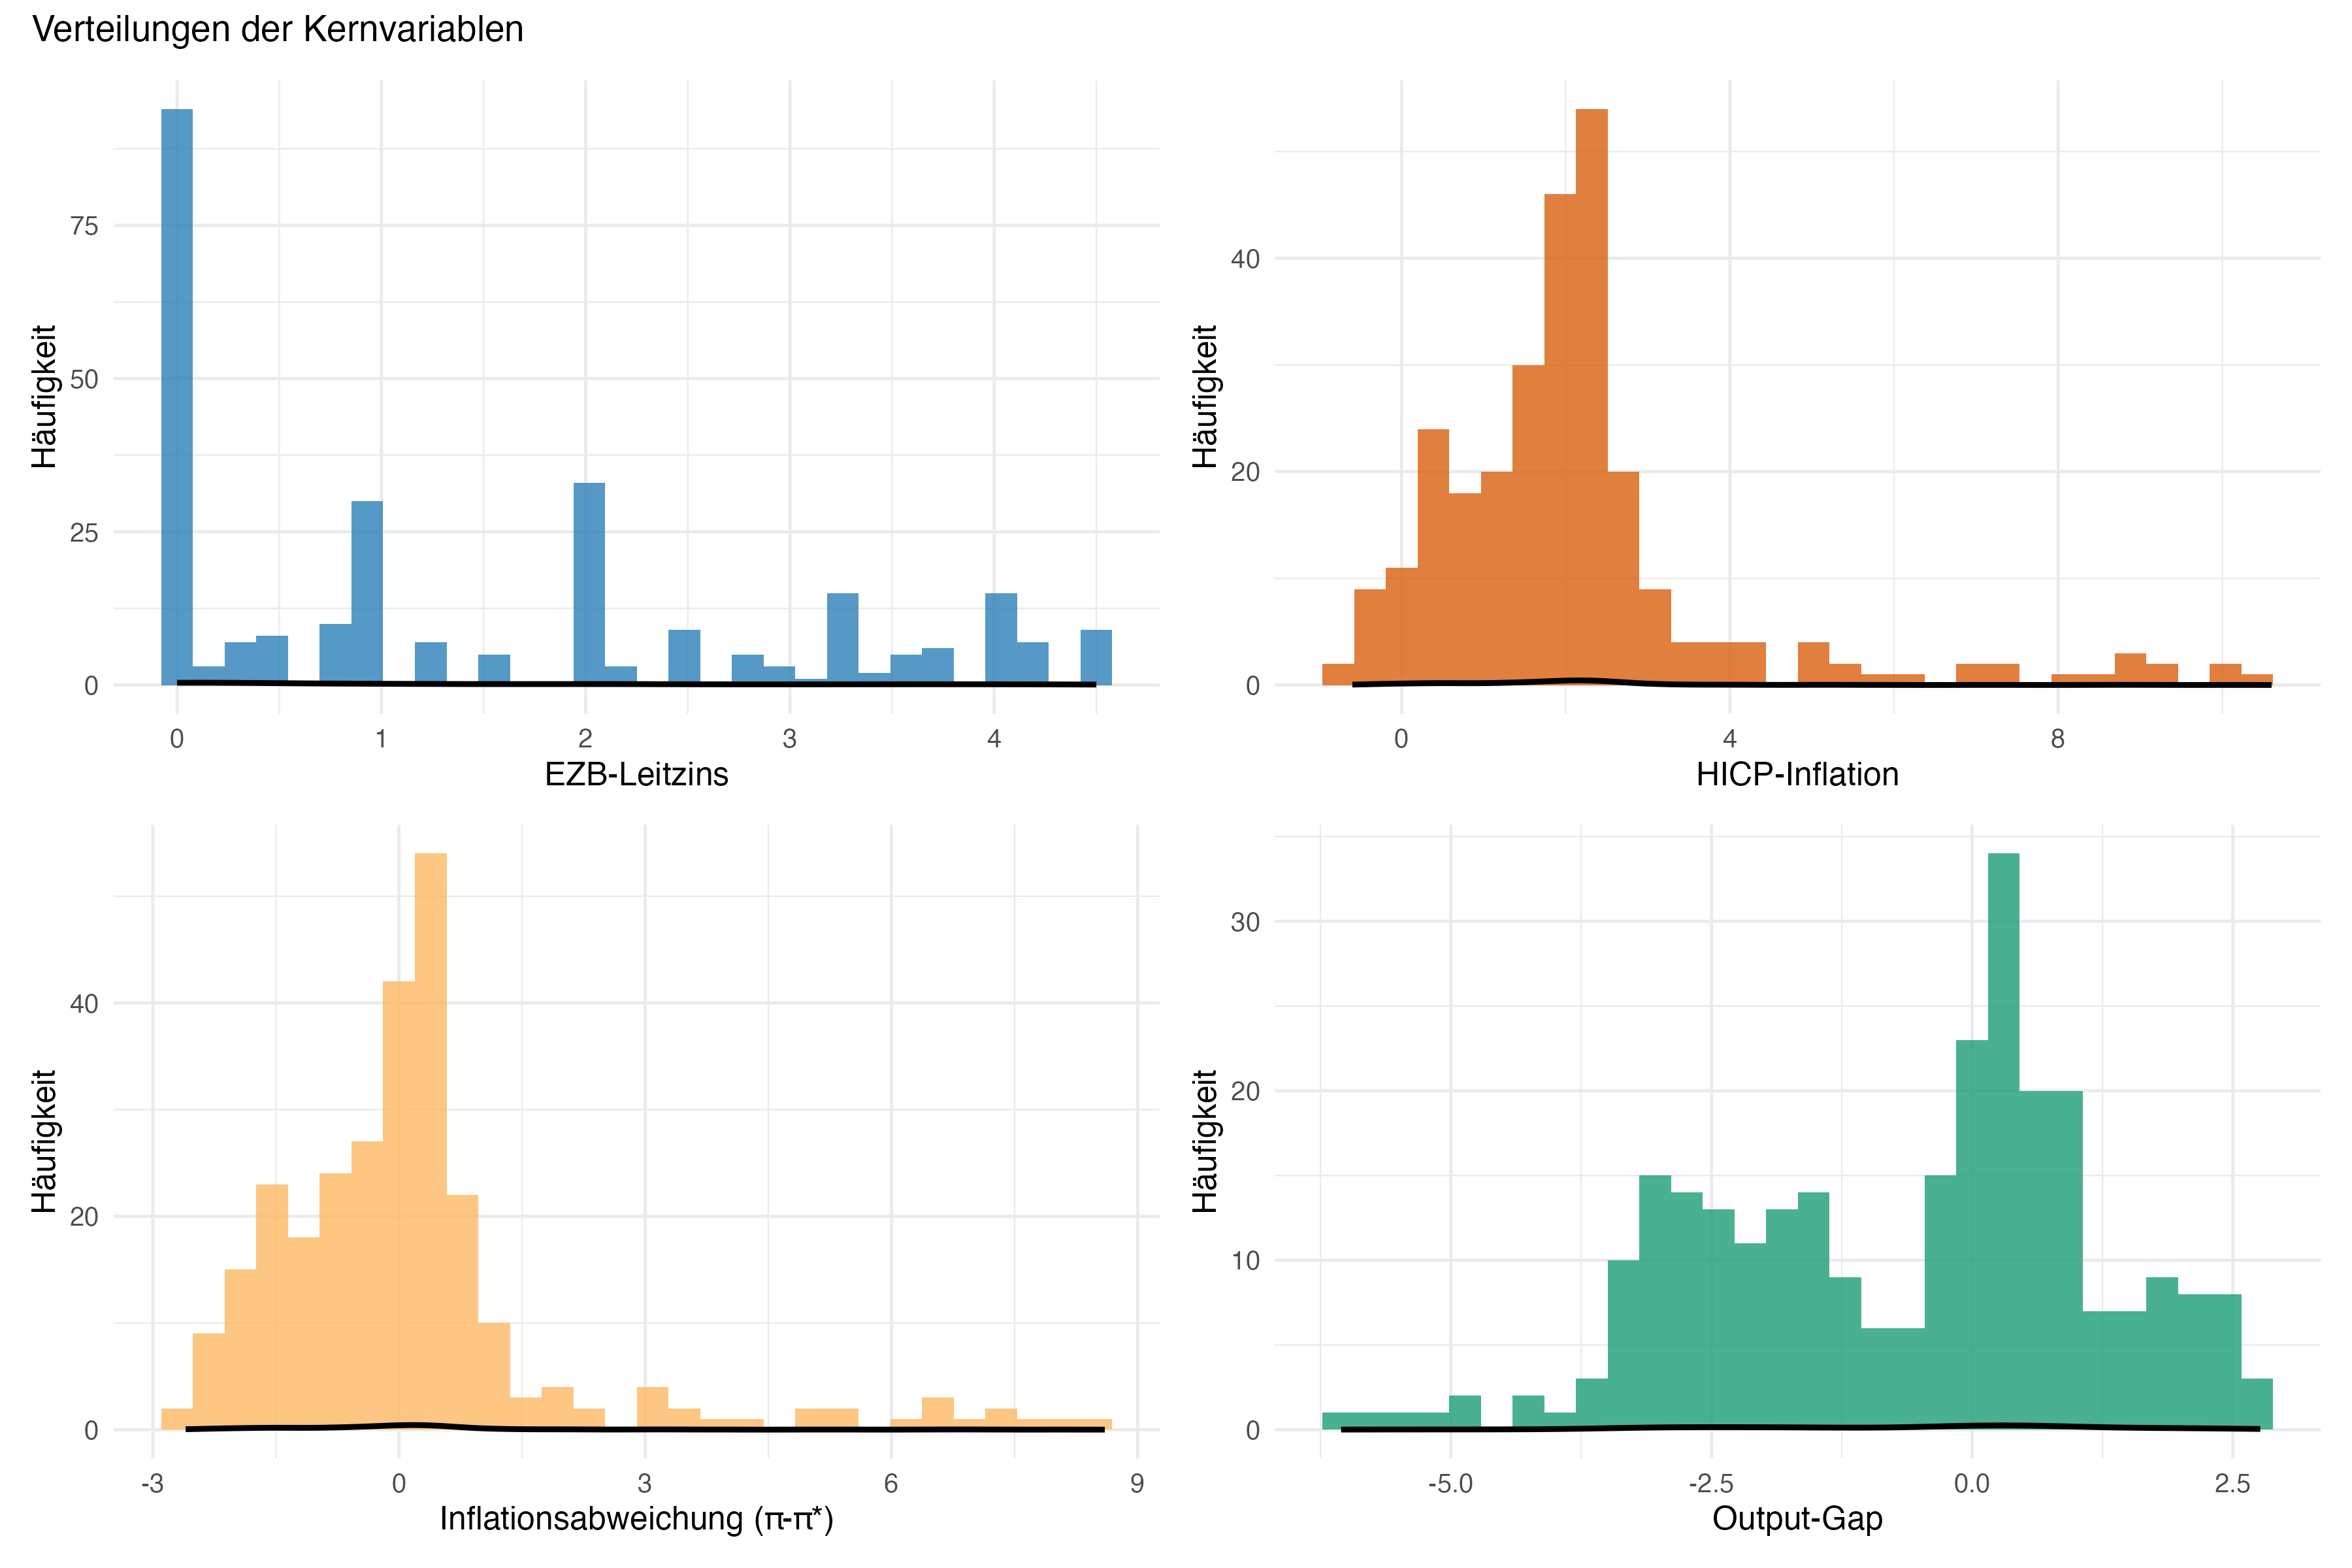 Verteilungen der Kernvariablen
Häufigkeit
75
50
25
0
0 1 2 3 4
EZB-Leitzins
Häufigkeit
40
20
0
0 4 8
HICP-Inflation
Häufigkeit
40
20
0
-3 0 3 6 9
Inflationsabweichung (π-π*)
Häufigkeit
30
20
10
0
-5.0 -2.5 0.0 2.5
Output-Gap